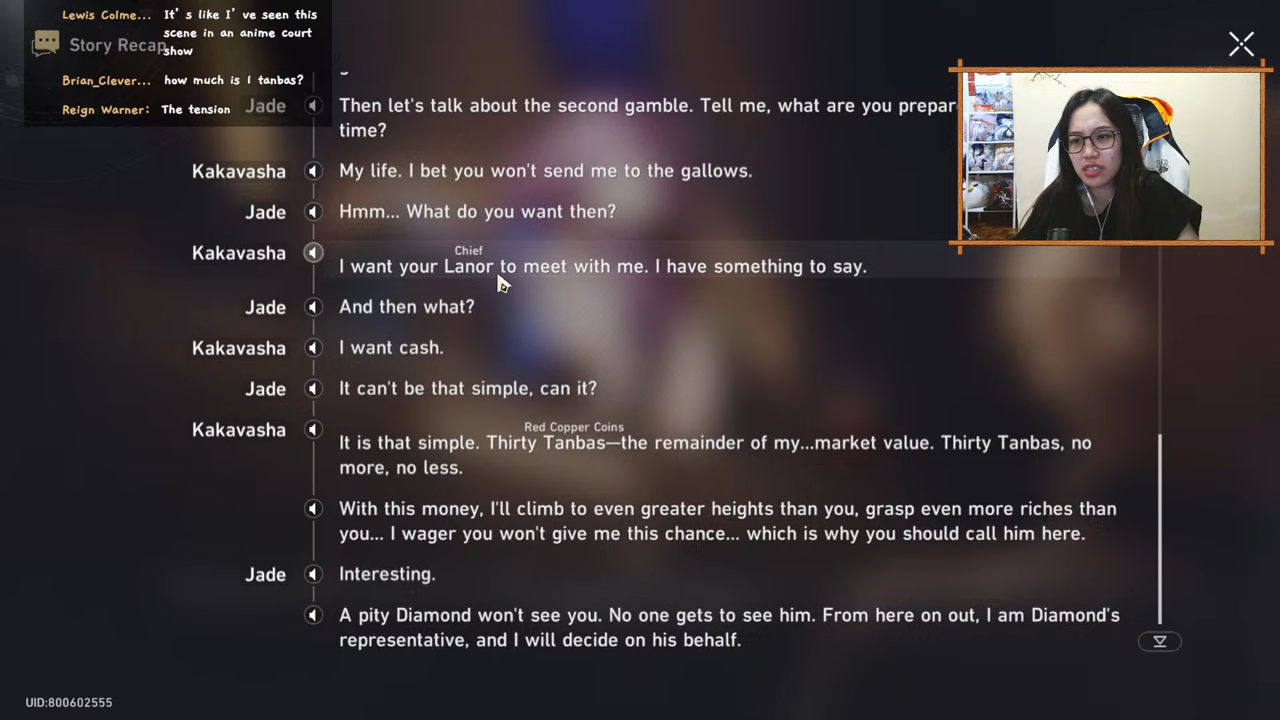 Lewis Colme... It's like I've seen this
scene in an anime court
show
Story Recap
Brian_Clever... how much is 1 tanbas?
Reign Warner: The tension
Jade Then let's talk about the second gamble. Tell me, what are you prepar
time?
Kakavasha My life. I bet you won't send me to the gallows.
Jade Hmm... What do you want then?
Chief
Kakavasha I want your Lanor to meet with me. I have something to say.
Jade And then what?
Kakavasha I want cash.
Jade It can't be that simple, can it?
Red Copper Coins
Kakavasha It is that simple. Thirty Tanbas—the remainder of my...market value. Thirty Tanbas, no
more, no less.
With this money, I'll climb to even greater heights than you, grasp even more riches than
you... I wager you won't give me this chance... which is why you should call him here.
Jade Interesting.
A pity Diamond won't see you. No one gets to see him. From here on out, I am Diamond's
representative, and I will decide on his behalf.
UID:800602555